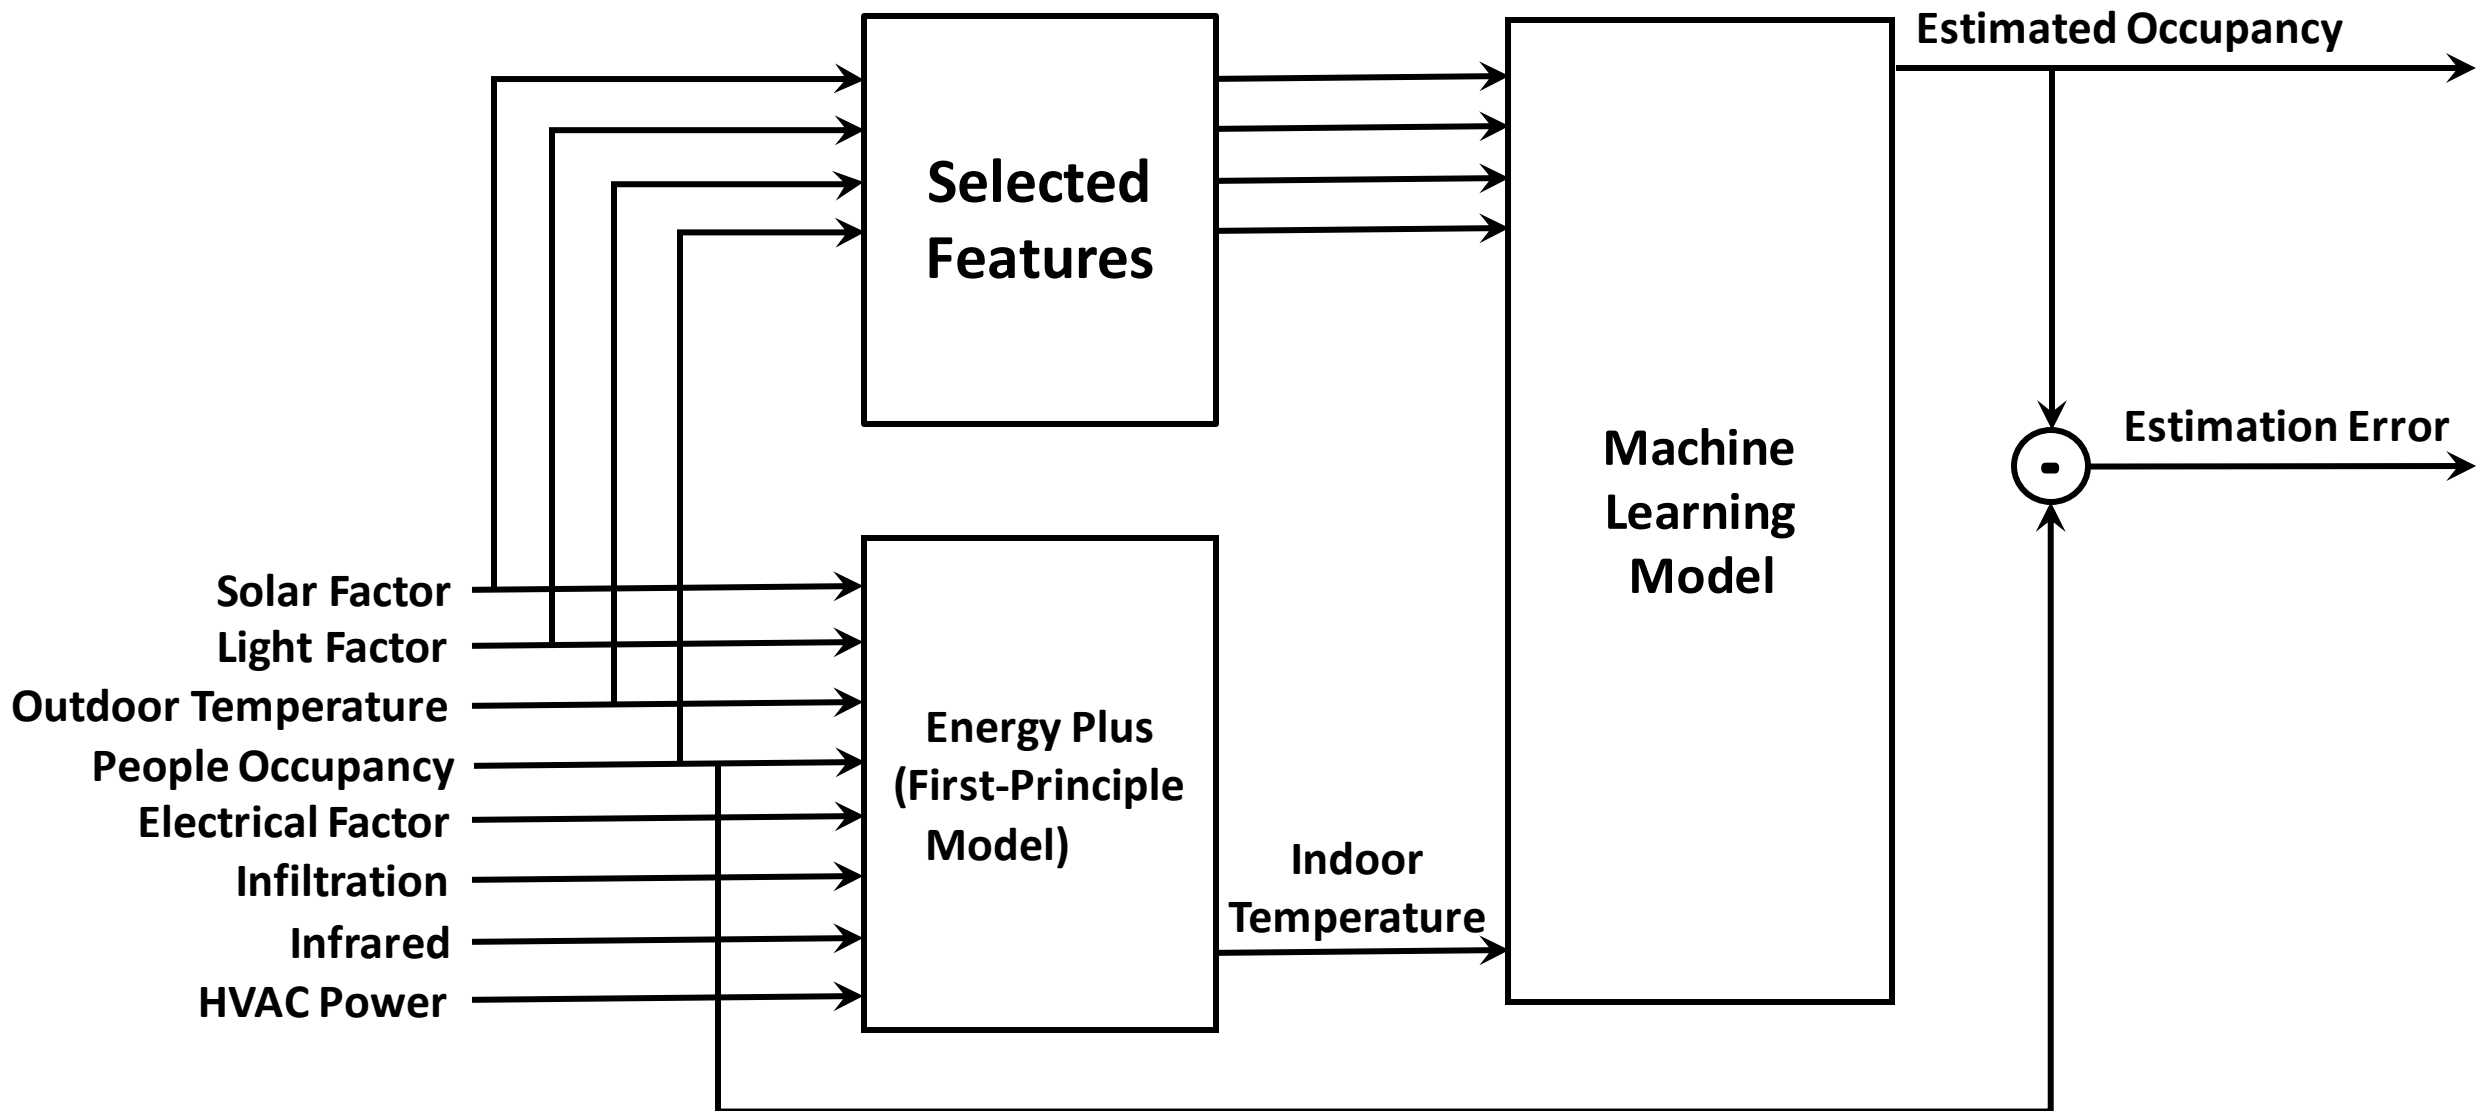 Estimated Occupancy
Selected
Features
Machine
Learning
Model
-
Estimation Error
Solar Factor
Light Factor
Outdoor Temperature
People Occupancy
Electrical Factor
Infiltration
Infrared
HVAC Power
Energy Plus
(First-Principle
Model)
Indoor
Temperature